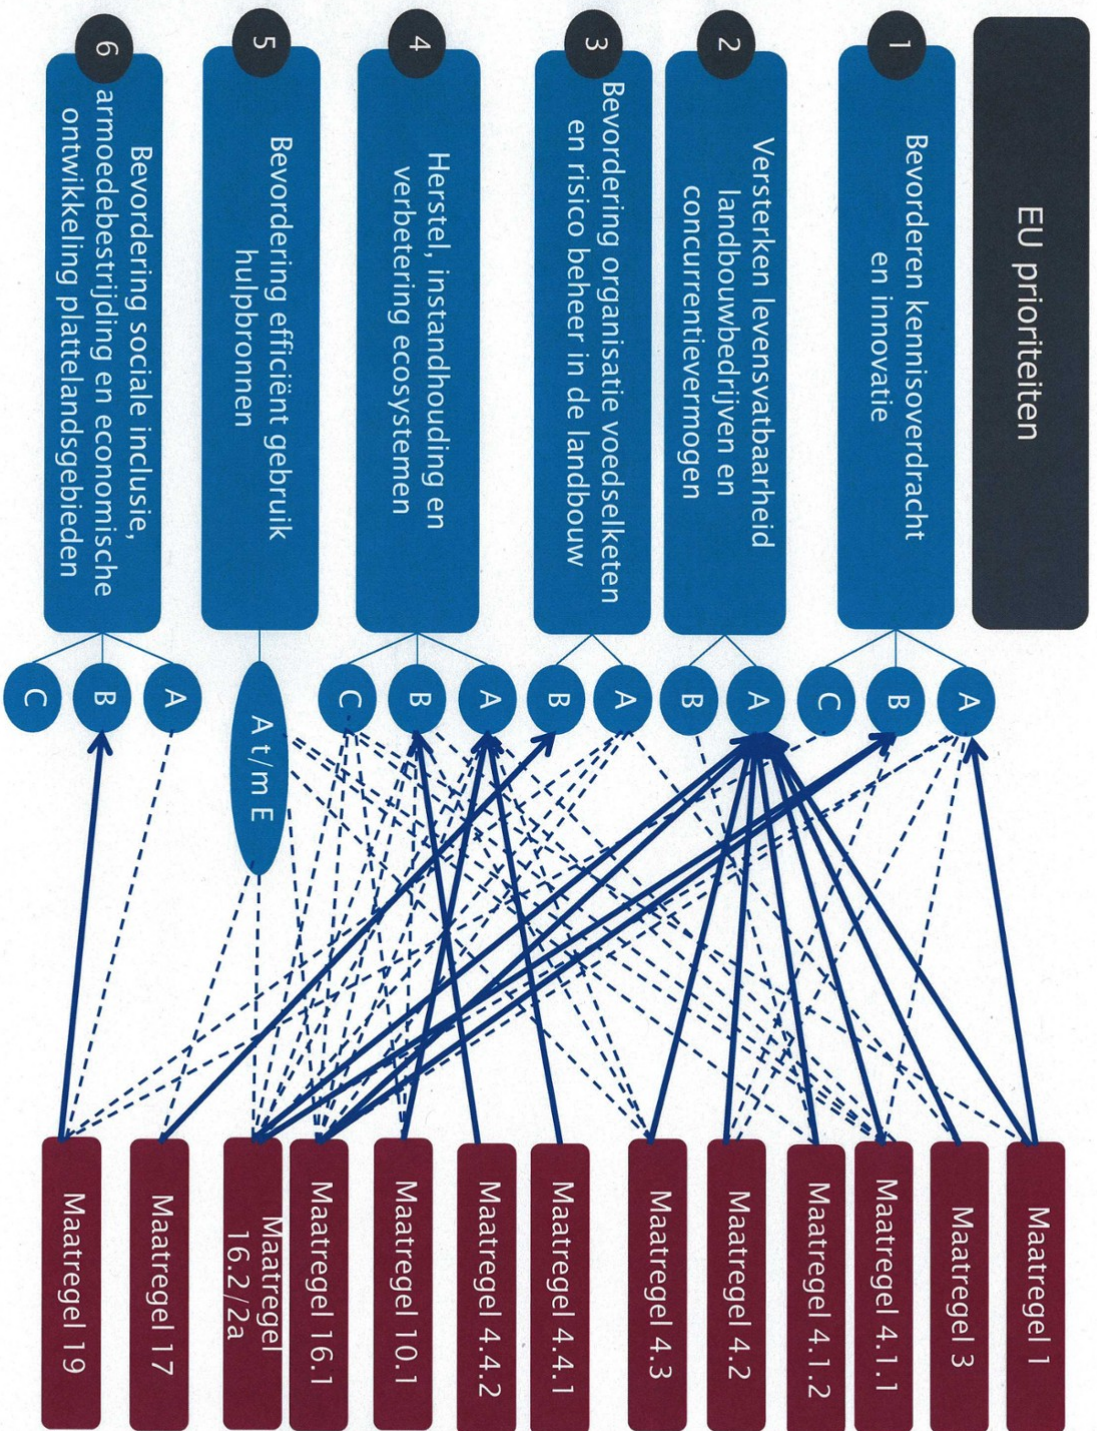 EU prioriteiten
1
Bevorderen kennisoverdracht
en innovatie
A
B
C
2
Versterken levensvatbaarheid
landbouwbedrijven en
concurrentievermogen
A
B
3
Bevordering organisatie voedselketen
en risico beheer in de landbouw
A
B
4
Herstel, instandhouding en
verbetering ecosystemen
A
B
C
5
Bevordering efficiënt gebruik
hulpbronnen
A t/m E
6
Bevordering sociale inclusie,
armoedebestrijding en economische
ontwikkeling plattelandsgebieden
A
B
C
Maatregel 1
Maatregel 3
Maatregel 4.1.1
Maatregel 4.1.2
Maatregel 4.2
Maatregel 4.3
Maatregel 4.4.1
Maatregel 4.4.2
Maatregel 10.1
Maatregel 16.1
Maatregel
16.2/2a
Maatregel 17
Maatregel 19